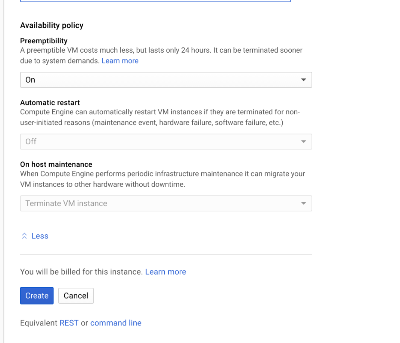 Availability policy
Preemptibility
A preemptible VM costs much less, but lasts only 24 hours. It can be terminated sooner
due to system demands. Learn more
On
Automatic restart
Compute Engine can automatically restart VM instances if they are terminated for non-
user-initiated reasons (maintenance event, hardware failure, software failure, etc.)
Off
On host maintenance
When Compute Engine performs periodic infrastructure maintenance it can migrate your
VM instances to other hardware without downtime.
Terminate VM instance
Less
You will be billed for this instance. Learn more
Create Cancel
Equivalent REST or command line